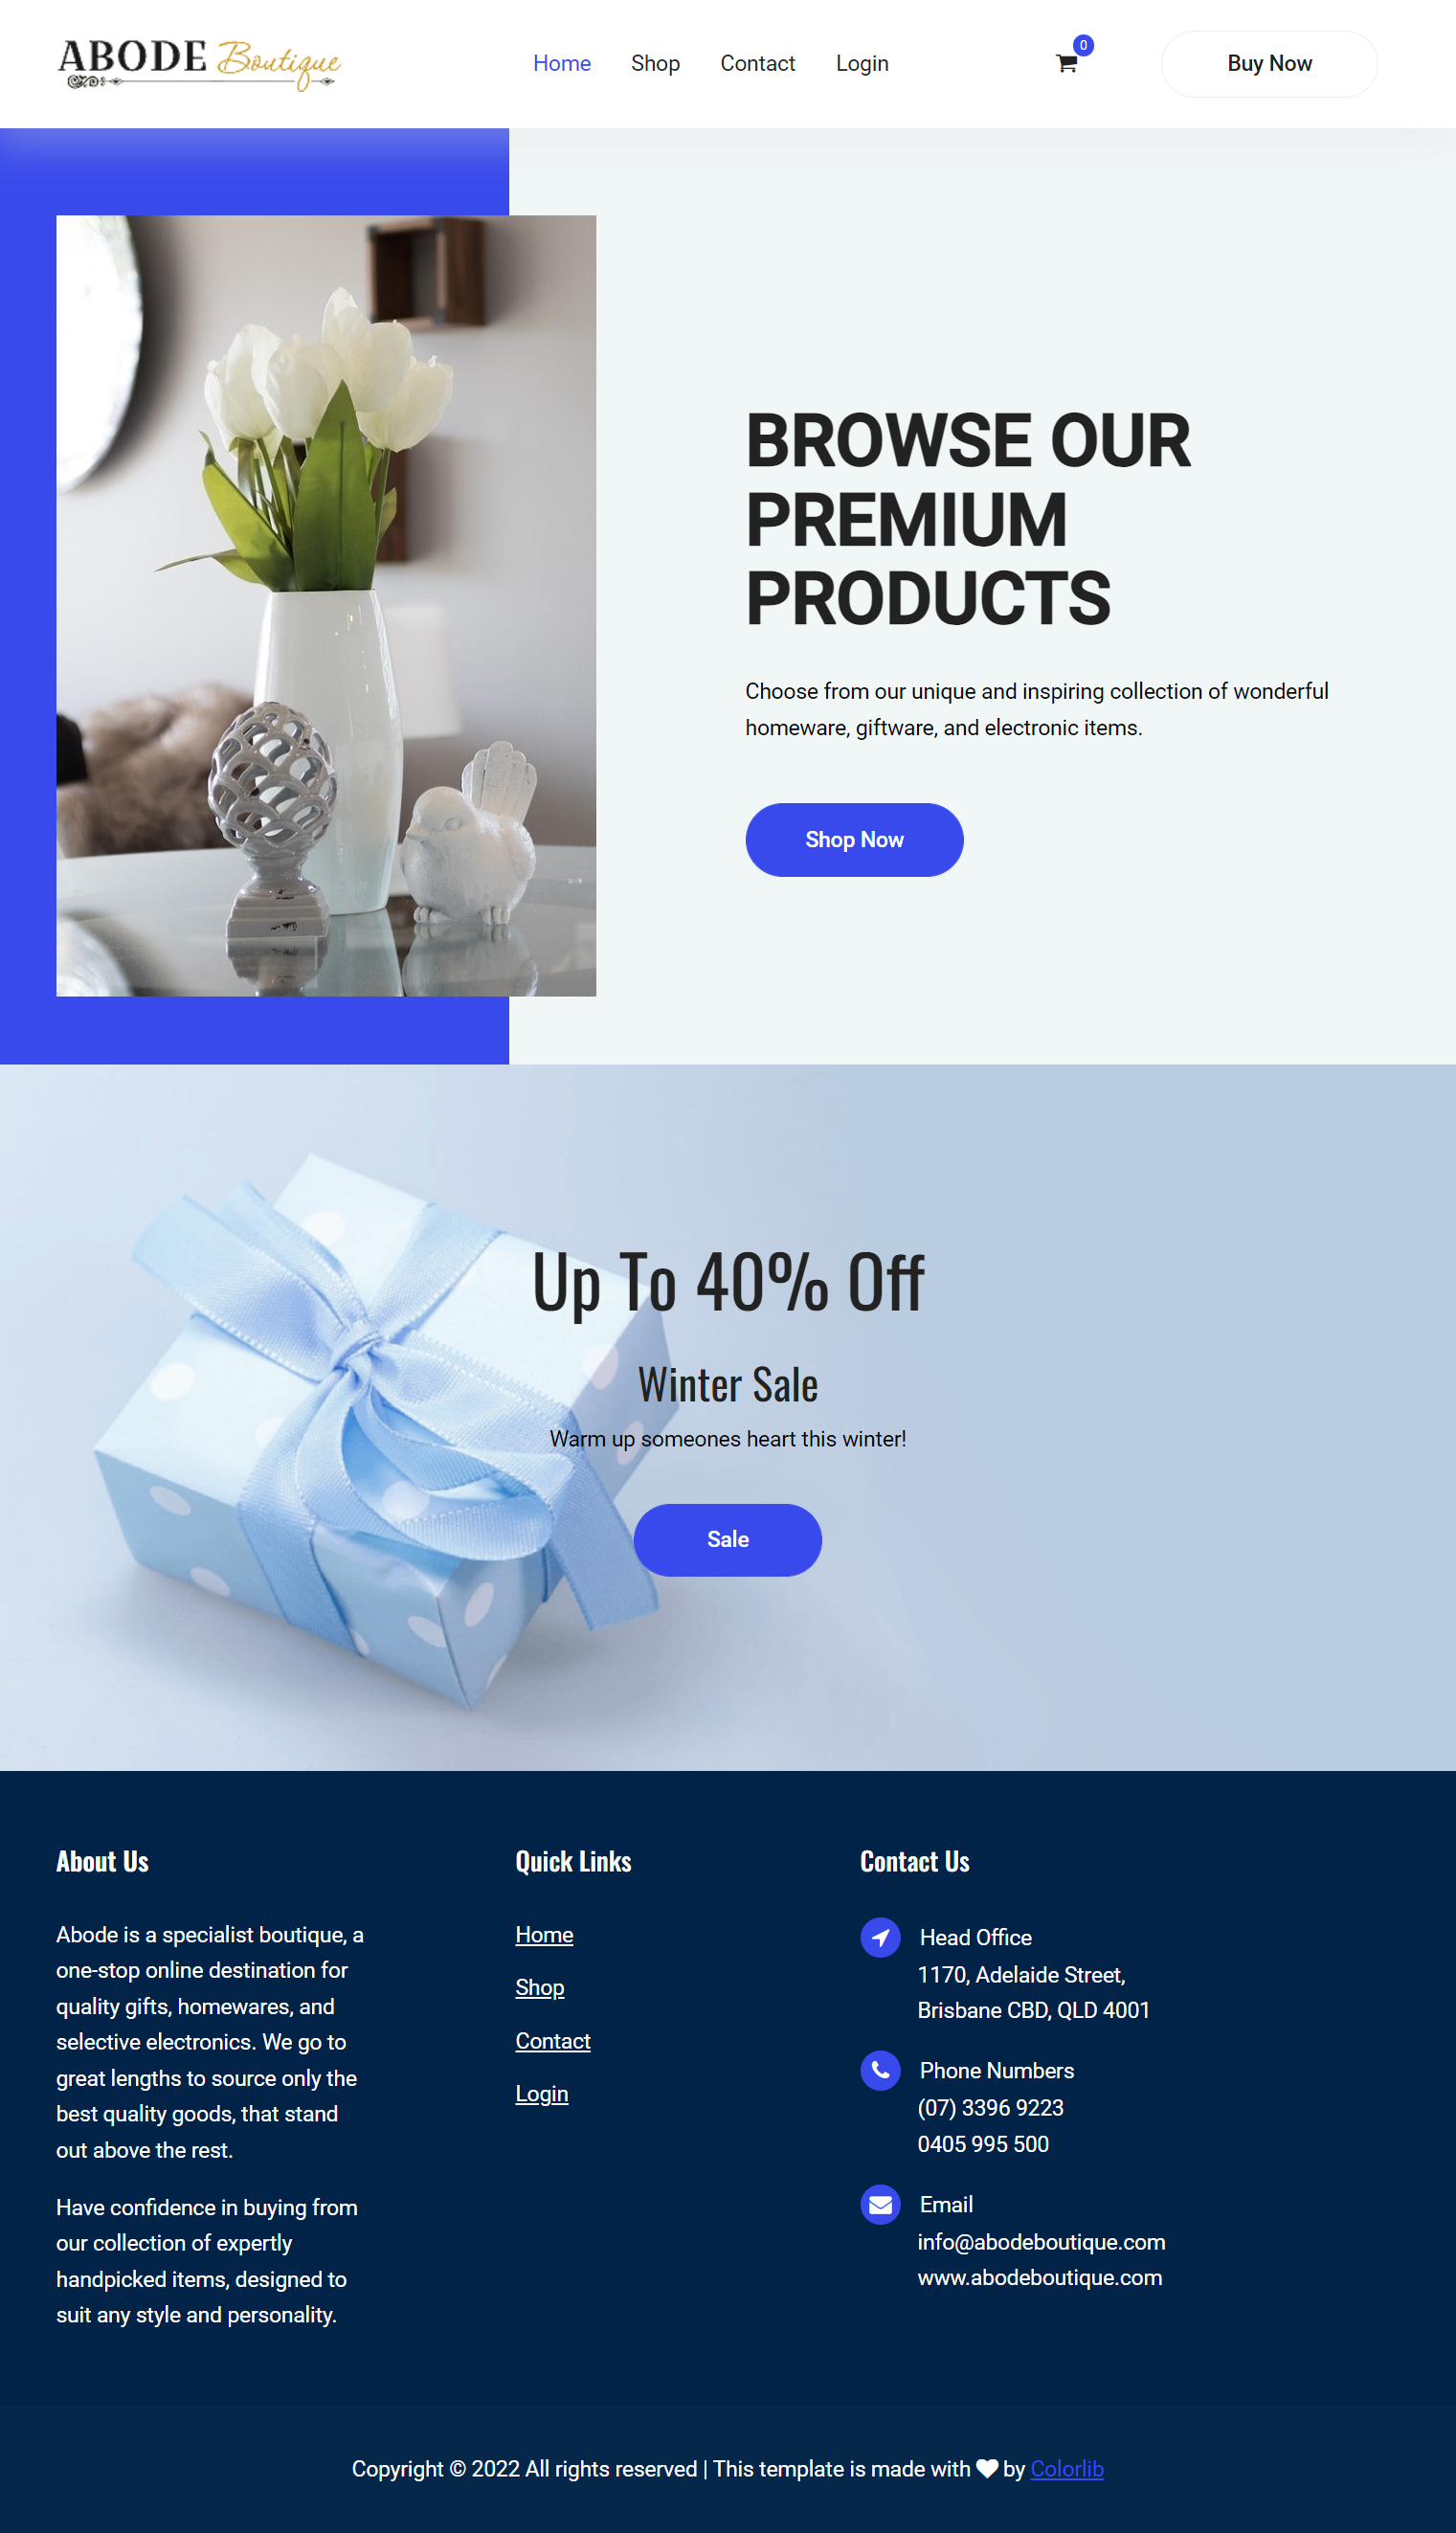 ABODE Boutique
Home Shop Contact Login
0
Buy Now
BROWSE OUR
PREMIUM
PRODUCTS
Choose from our unique and inspiring collection of wonderful
homeware, giftware, and electronic items.
Shop Now
Up To 40% Off
Winter Sale
Warm up someones heart this winter!
Sale
About Us
Abode is a specialist boutique, a
one-stop online destination for
quality gifts, homewares, and
selective electronics. We go to
great lengths to source only the
best quality goods, that stand
out above the rest.
Have confidence in buying from
our collection of expertly
handpicked items, designed to
suit any style and personality.
Quick Links
Home
Shop
Contact
Login
Contact Us
Head Office
1170, Adelaide Street,
Brisbane CBD, QLD 4001
Phone Numbers
(07) 3396 9223
0405 995 500
Email
info@abodeboutique.com
www.abodeboutique.com
Copyright © 2022 All rights reserved | This template is made with ♥ by Colorlib